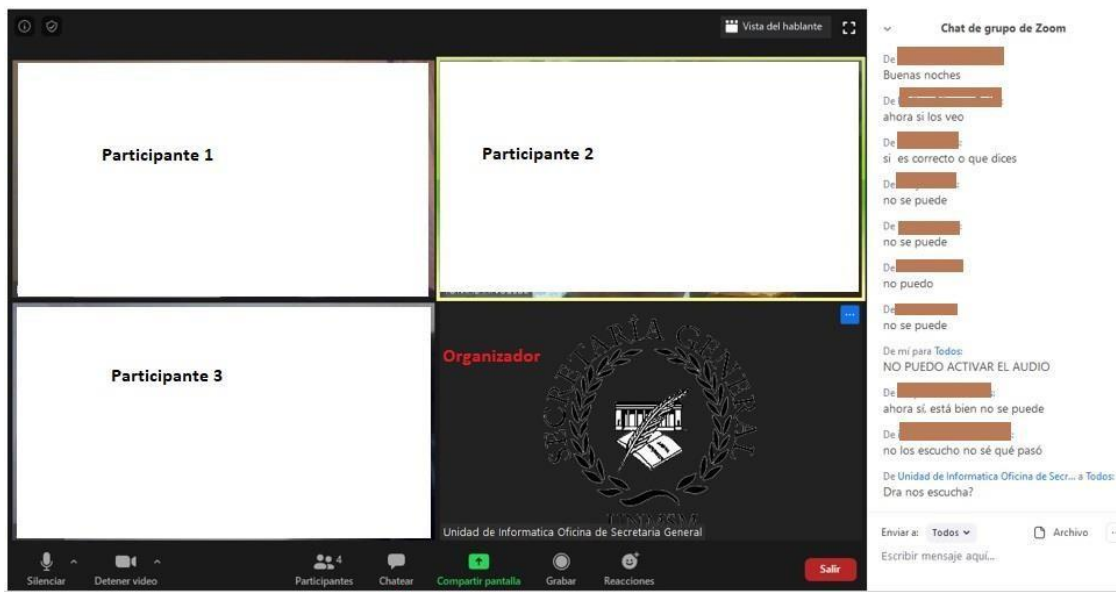 Vista del hablante
Participante 1
Participante 2
Participante 3
Organizador
SECRETARÍA GENERAL
UNMSM
Unidad de Informatica Oficina de Secretaria General
Silenciar
Detener video
4
Participantes
Chatear
Compartir pantalla
Grabar
Reacciones
Salir
Chat de grupo de Zoom
De
Buenas noches
De
ahora si los veo
De :
si es correcto o que dices
De :
no se puede
De :
no se puede
De
no puedo
De
no se puede
De mí para Todos:
NO PUEDO ACTIVAR EL AUDIO
De :
ahora sí, está bien no se puede
De :
no los escucho no sé qué pasó
De Unidad de Informatica Oficina de Secr... a Todos:
Dra nos escucha?
Enviar a: Todos
Archivo
Escribir mensaje aquí...